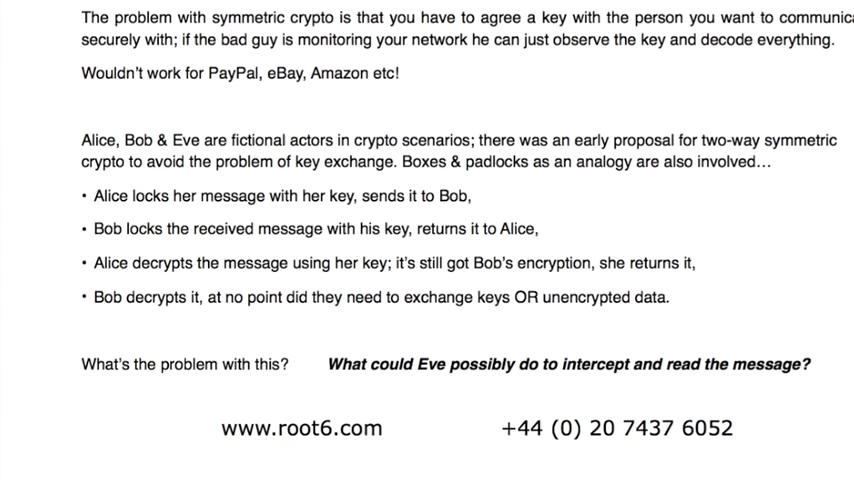 The problem with symmetric crypto is that you have to agree a key with the person you want to
securely with; if the bad guy is monitoring your network he can just observe the key and decode everything.
Wouldn't work for PayPal, eBay, Amazon etc!
Alice, Bob & Eve are fictional actors in crypto scenarios; there was an early proposal for two-way symmetric
crypto to avoid the problem of key exchange. Boxes & padlocks as an analogy are also involved…
• Alice locks her message with her key, sends it to Bob,
• Bob locks the received message with his key, returns it to Alice,
• Alice decrypts the message using her key; it's still got Bob's encryption, she returns it,
• Bob decrypts it, at no point did they need to exchange keys OR unencrypted data.
What's the problem with this? What could Eve possibly do to intercept and read the message?
www.root6.com +44 (0) 20 7437 6052